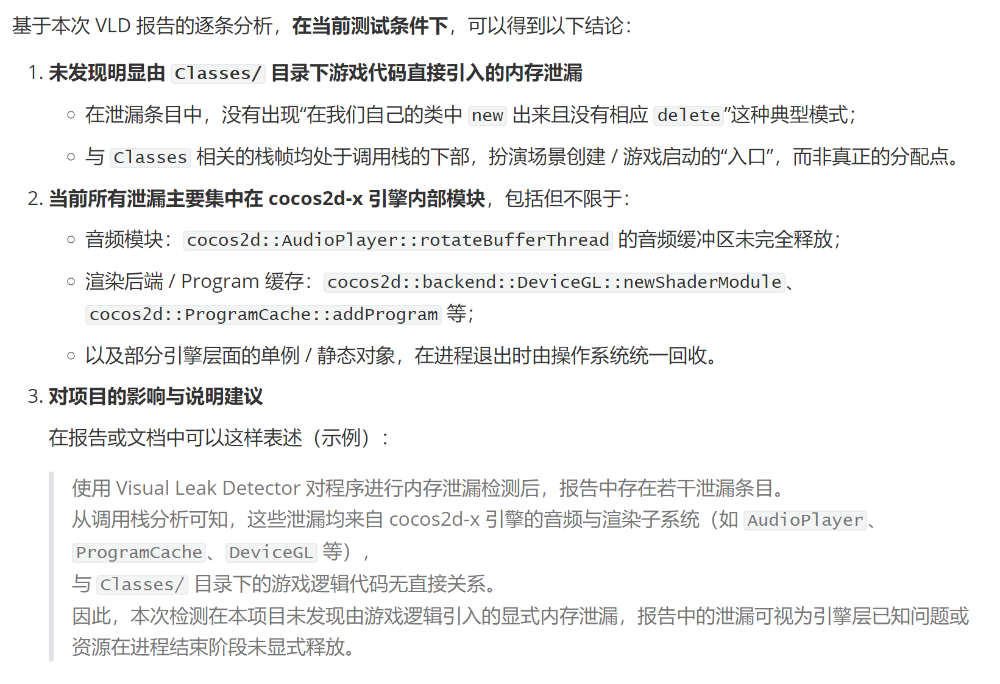 基于本次 VLD 报告的逐条分析，在当前测试条件下，可以得到以下结论：
1. 未发现明显由 Classes/ 目录下游戏代码直接引入的内存泄漏
○ 在泄漏条目中，没有出现“在我们自己的类中 new 出来且没有相应 delete”这种典型模式；
○ 与 Classes 相关的栈帧均处于调用栈的下部，扮演场景创建 / 游戏启动的“入口”，而非真正的分配点。
2. 当前所有泄漏主要集中在 cocos2d-x 引擎内部模块，包括但不限于：
○ 音频模块：cocos2d::AudioPlayer::rotateBufferThread 的音频缓冲区未完全释放；
○ 渲染后端 / Program 缓存：cocos2d::backend::DeviceGL::newShaderModule、
cocos2d::ProgramCache::addProgram 等；
○ 以及部分引擎层面的单例 / 静态对象，在进程退出时由操作系统统一回收。
3. 对项目的影响与说明建议
在报告或文档中可以这样表述（示例）：
使用 Visual Leak Detector 对程序进行内存泄漏检测后，报告中存在若干泄漏条目。
从调用栈分析可知，这些泄漏均来自 cocos2d-x 引擎的音频与渲染子系统（如 AudioPlayer、
ProgramCache、DeviceGL 等），
与 Classes/ 目录下的游戏逻辑代码无直接关系。
因此，本次检测在本项目未发现由游戏逻辑引入的显式内存泄漏，报告中的泄漏可视为引擎层已知问题或
资源在进程结束阶段未显式释放。